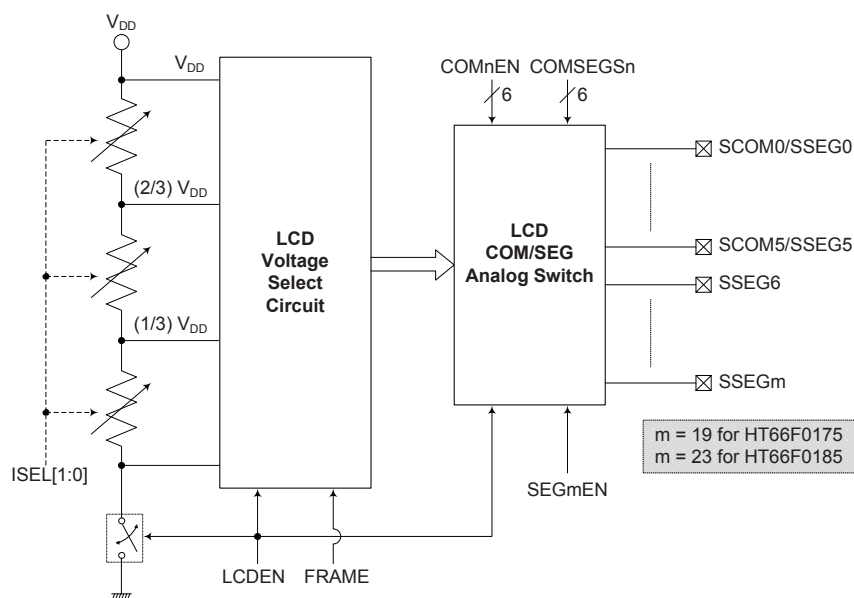 VDD
VDD
(2/3) VDD
(1/3) VDD
ISEL[1:0]
LCD
Voltage
Select
Circuit
LCDEN
FRAME
COMnEN
COMSEGSn
6
6
LCD
COM/SEG
Analog Switch
SEGmEN
SCOM0/SSEG0
SCOM5/SSEG5
SSEG6
SSEGm
m = 19 for HT66F0175
m = 23 for HT66F0185